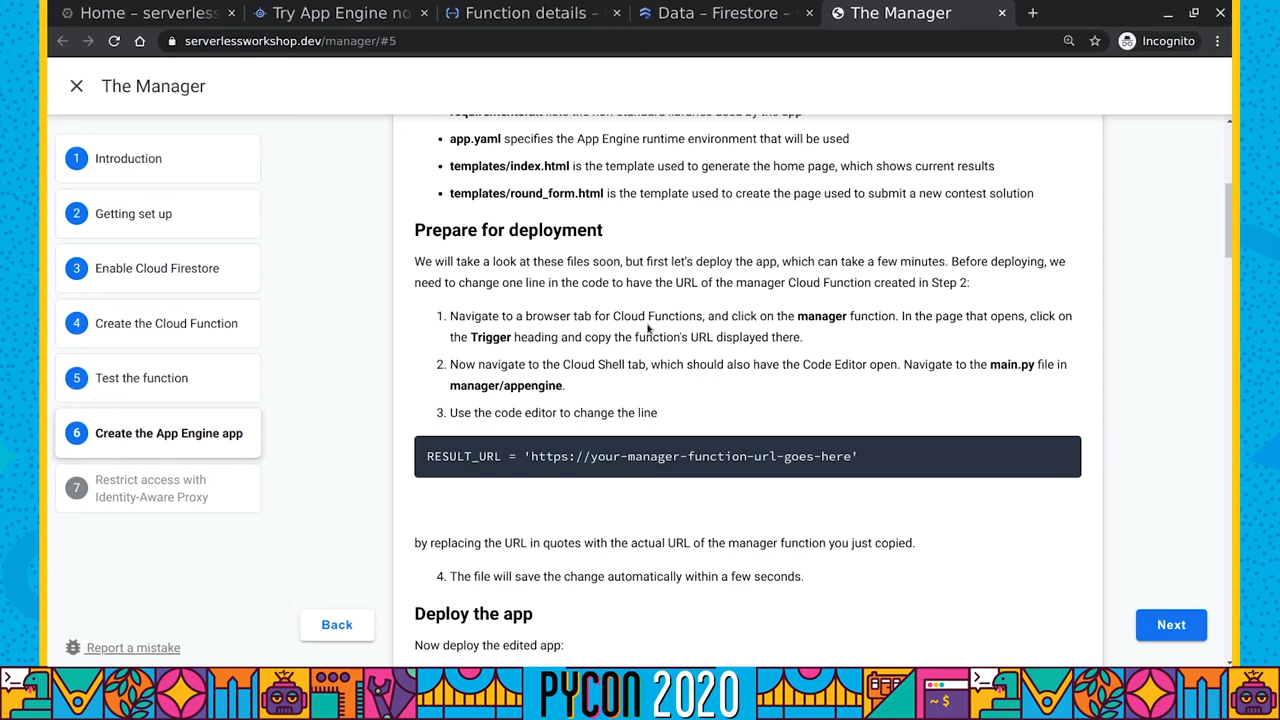 Home – serverless
Try App Engine no
Function details –
Data – Firestore –
The Manager
serverlessworkshop.dev/manager/#5
Incognito
The Manager
1 Introduction
2 Getting set up
3 Enable Cloud Firestore
4 Create the Cloud Function
5 Test the function
6 Create the App Engine app
7 Restrict access with
Identity-Aware Proxy
Report a mistake
• app.yaml specifies the App Engine runtime environment that will be used
• templates/index.html is the template used to generate the home page, which shows current results
• templates/round_form.html is the template used to create the page used to submit a new contest solution
Prepare for deployment
We will take a look at these files soon, but first let's deploy the app, which can take a few minutes. Before deploying, we
need to change one line in the code to have the URL of the manager Cloud Function created in Step 2:
1. Navigate to a browser tab for Cloud Functions, and click on the manager function. In the page that opens, click on
the Trigger heading and copy the function's URL displayed there.
2. Now navigate to the Cloud Shell tab, which should also have the Code Editor open. Navigate to the main.py file in
manager/appengine.
3. Use the code editor to change the line
RESULT_URL = 'https://your-manager-function-url-goes-here'
by replacing the URL in quotes with the actual URL of the manager function you just copied.
4. The file will save the change automatically within a few seconds.
Deploy the app
Now deploy the edited app:
Back
Next
PYCON 2020
~$